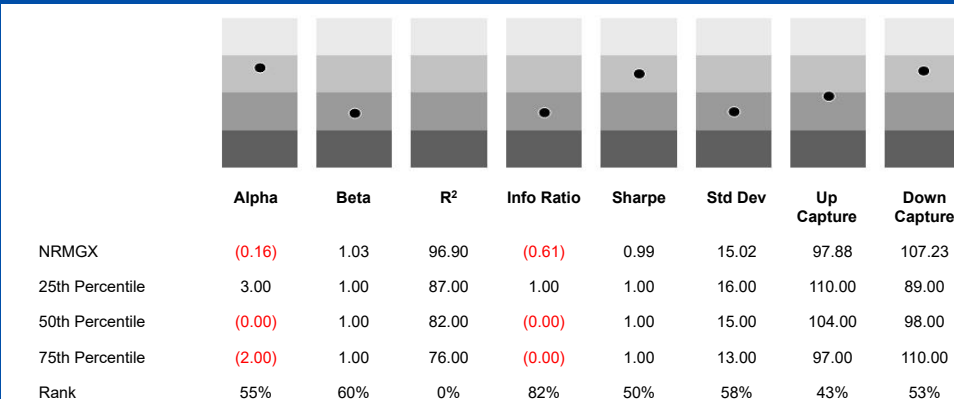 Alpha Beta R² Info Ratio Sharpe Std Dev Up Capture Down Capture
NRMGX (0.16) 1.03 96.90 (0.61) 0.99 15.02 97.88 107.23
25th Percentile 3.00 1.00 87.00 1.00 1.00 16.00 110.00 89.00
50th Percentile (0.00) 1.00 82.00 (0.00) 1.00 15.00 104.00 98.00
75th Percentile (2.00) 1.00 76.00 (0.00) 1.00 13.00 97.00 110.00
Rank 55% 60% 0% 82% 50% 58% 43% 53%